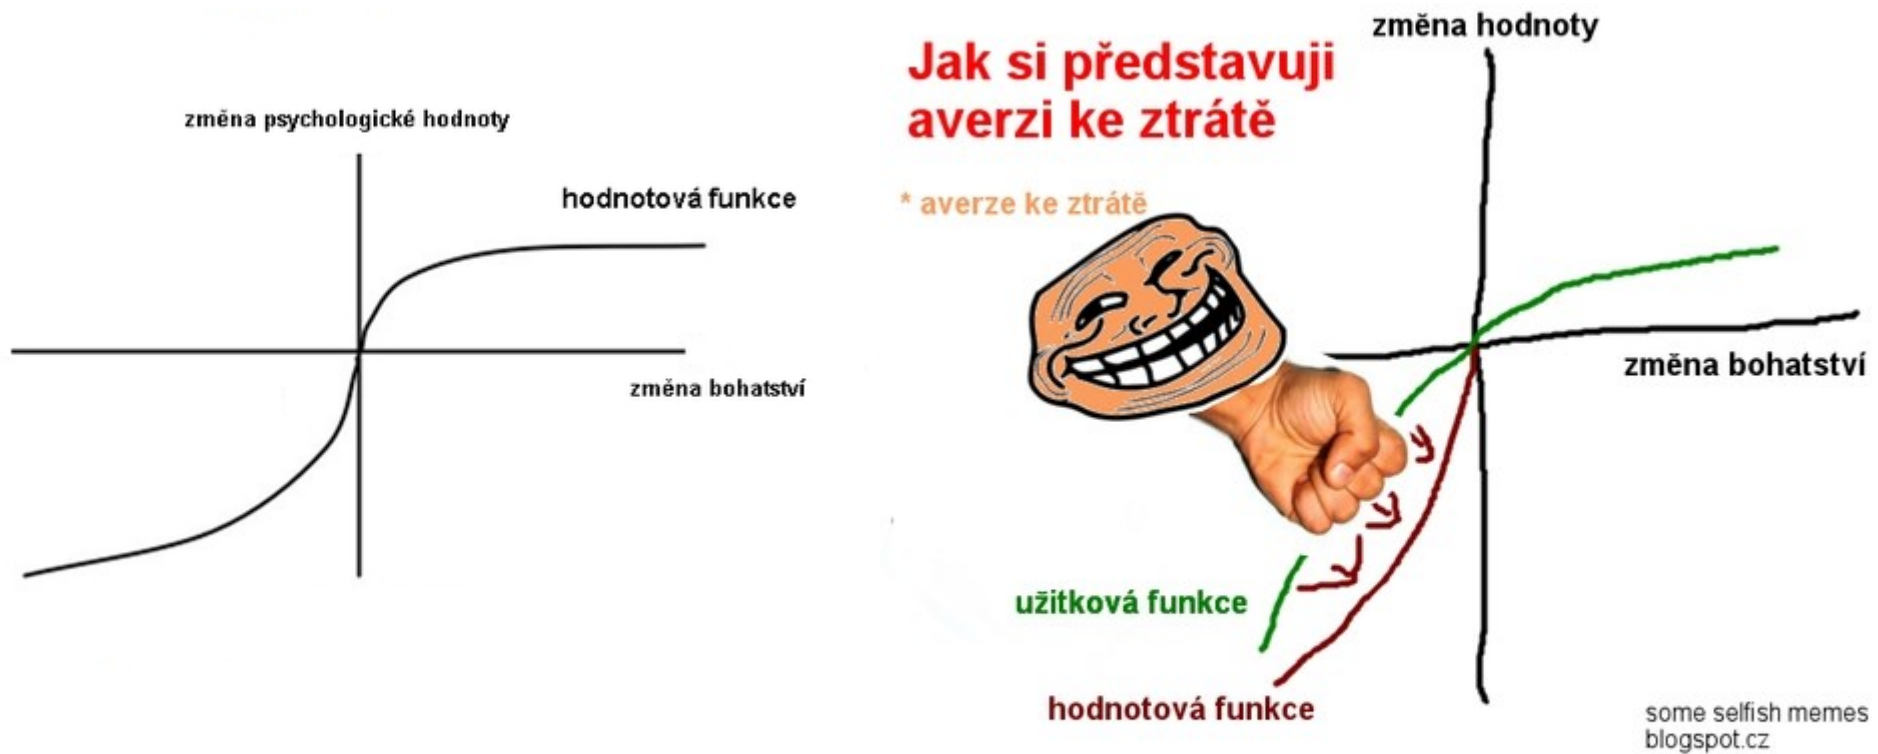 změna psychologické hodnoty
hodnotová funkce
změna bohatství
změna hodnoty
Jak si představuji
averzi ke ztrátě
* averze ke ztrátě
změna bohatství
užitková funkce
hodnotová funkce
some selfish memes
blogspot.cz